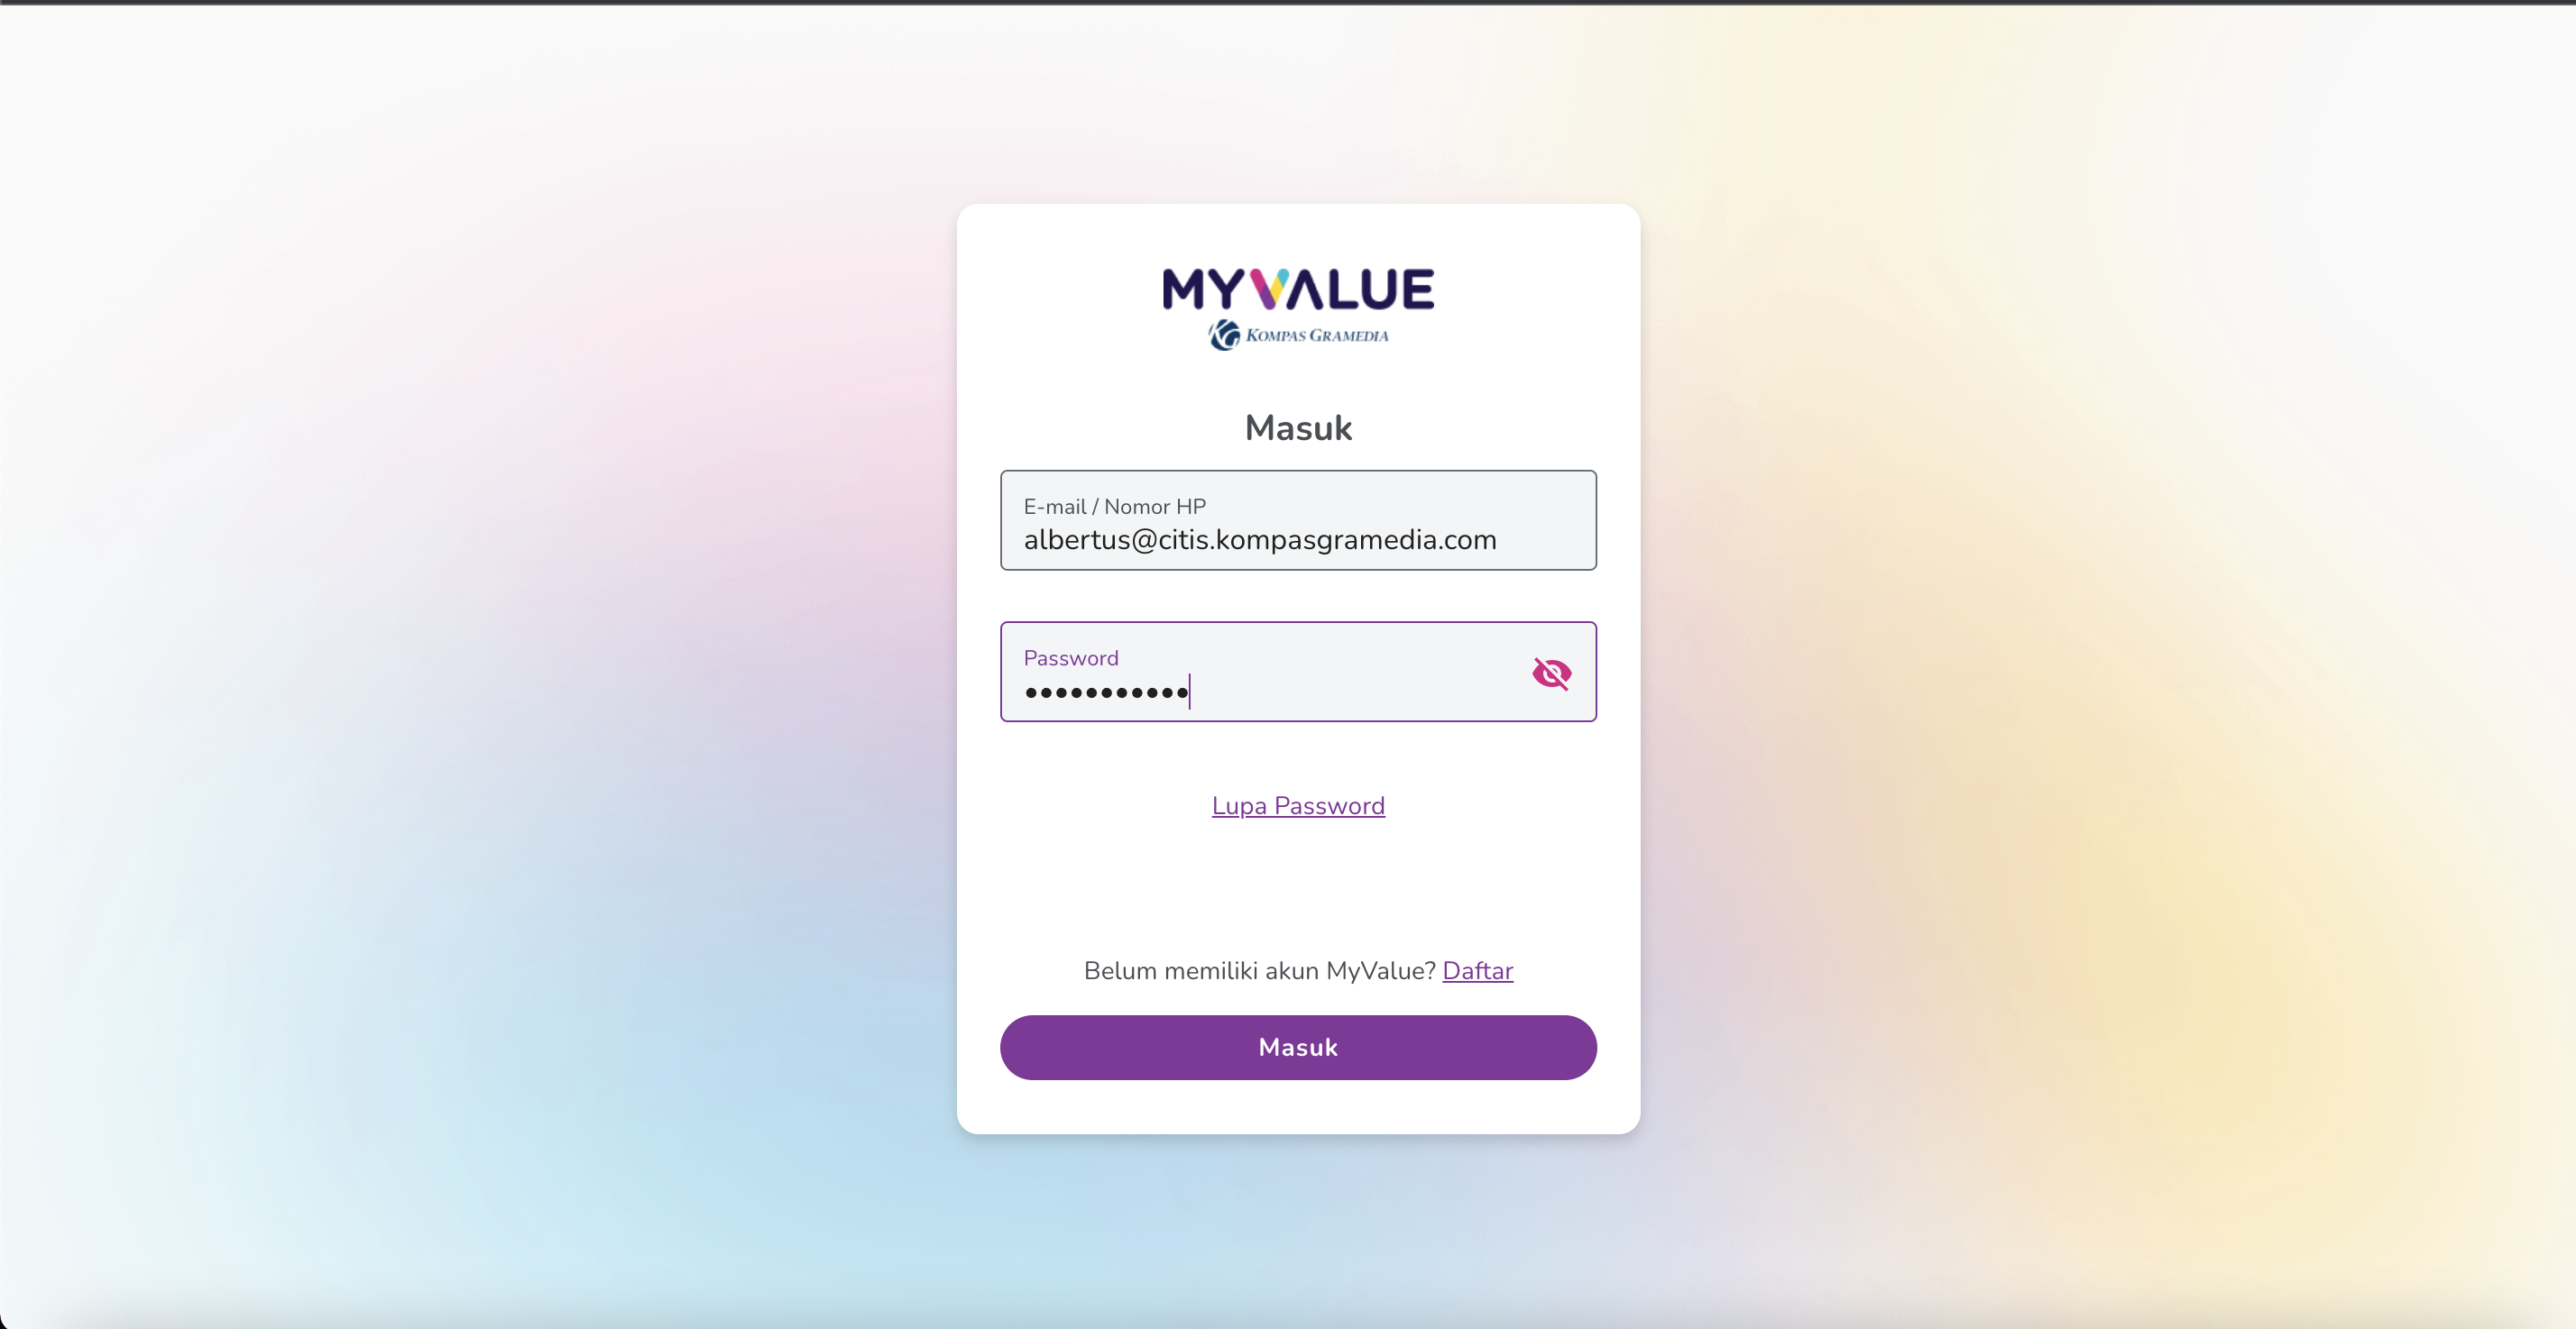 MYVALUE
KOMPAS GRAMEDIA
Masuk
E-mail / Nomor HP
albertus@citis.kompasgramedia.com
Password
•••••••••••
Lupa Password
Belum memiliki akun MyValue? Daftar
Masuk